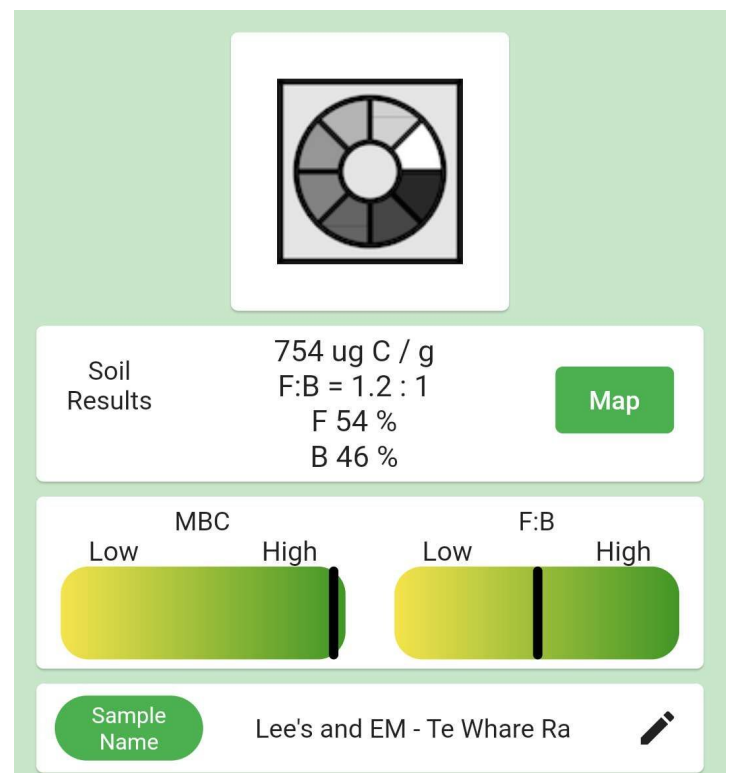 Soil
Results
754 ug C / g
F:B = 1.2 : 1
F 54 %
B 46 %
Map
MBC
Low High
F:B
Low High
Sample
Name
Lee's and EM - Te Whare Ra